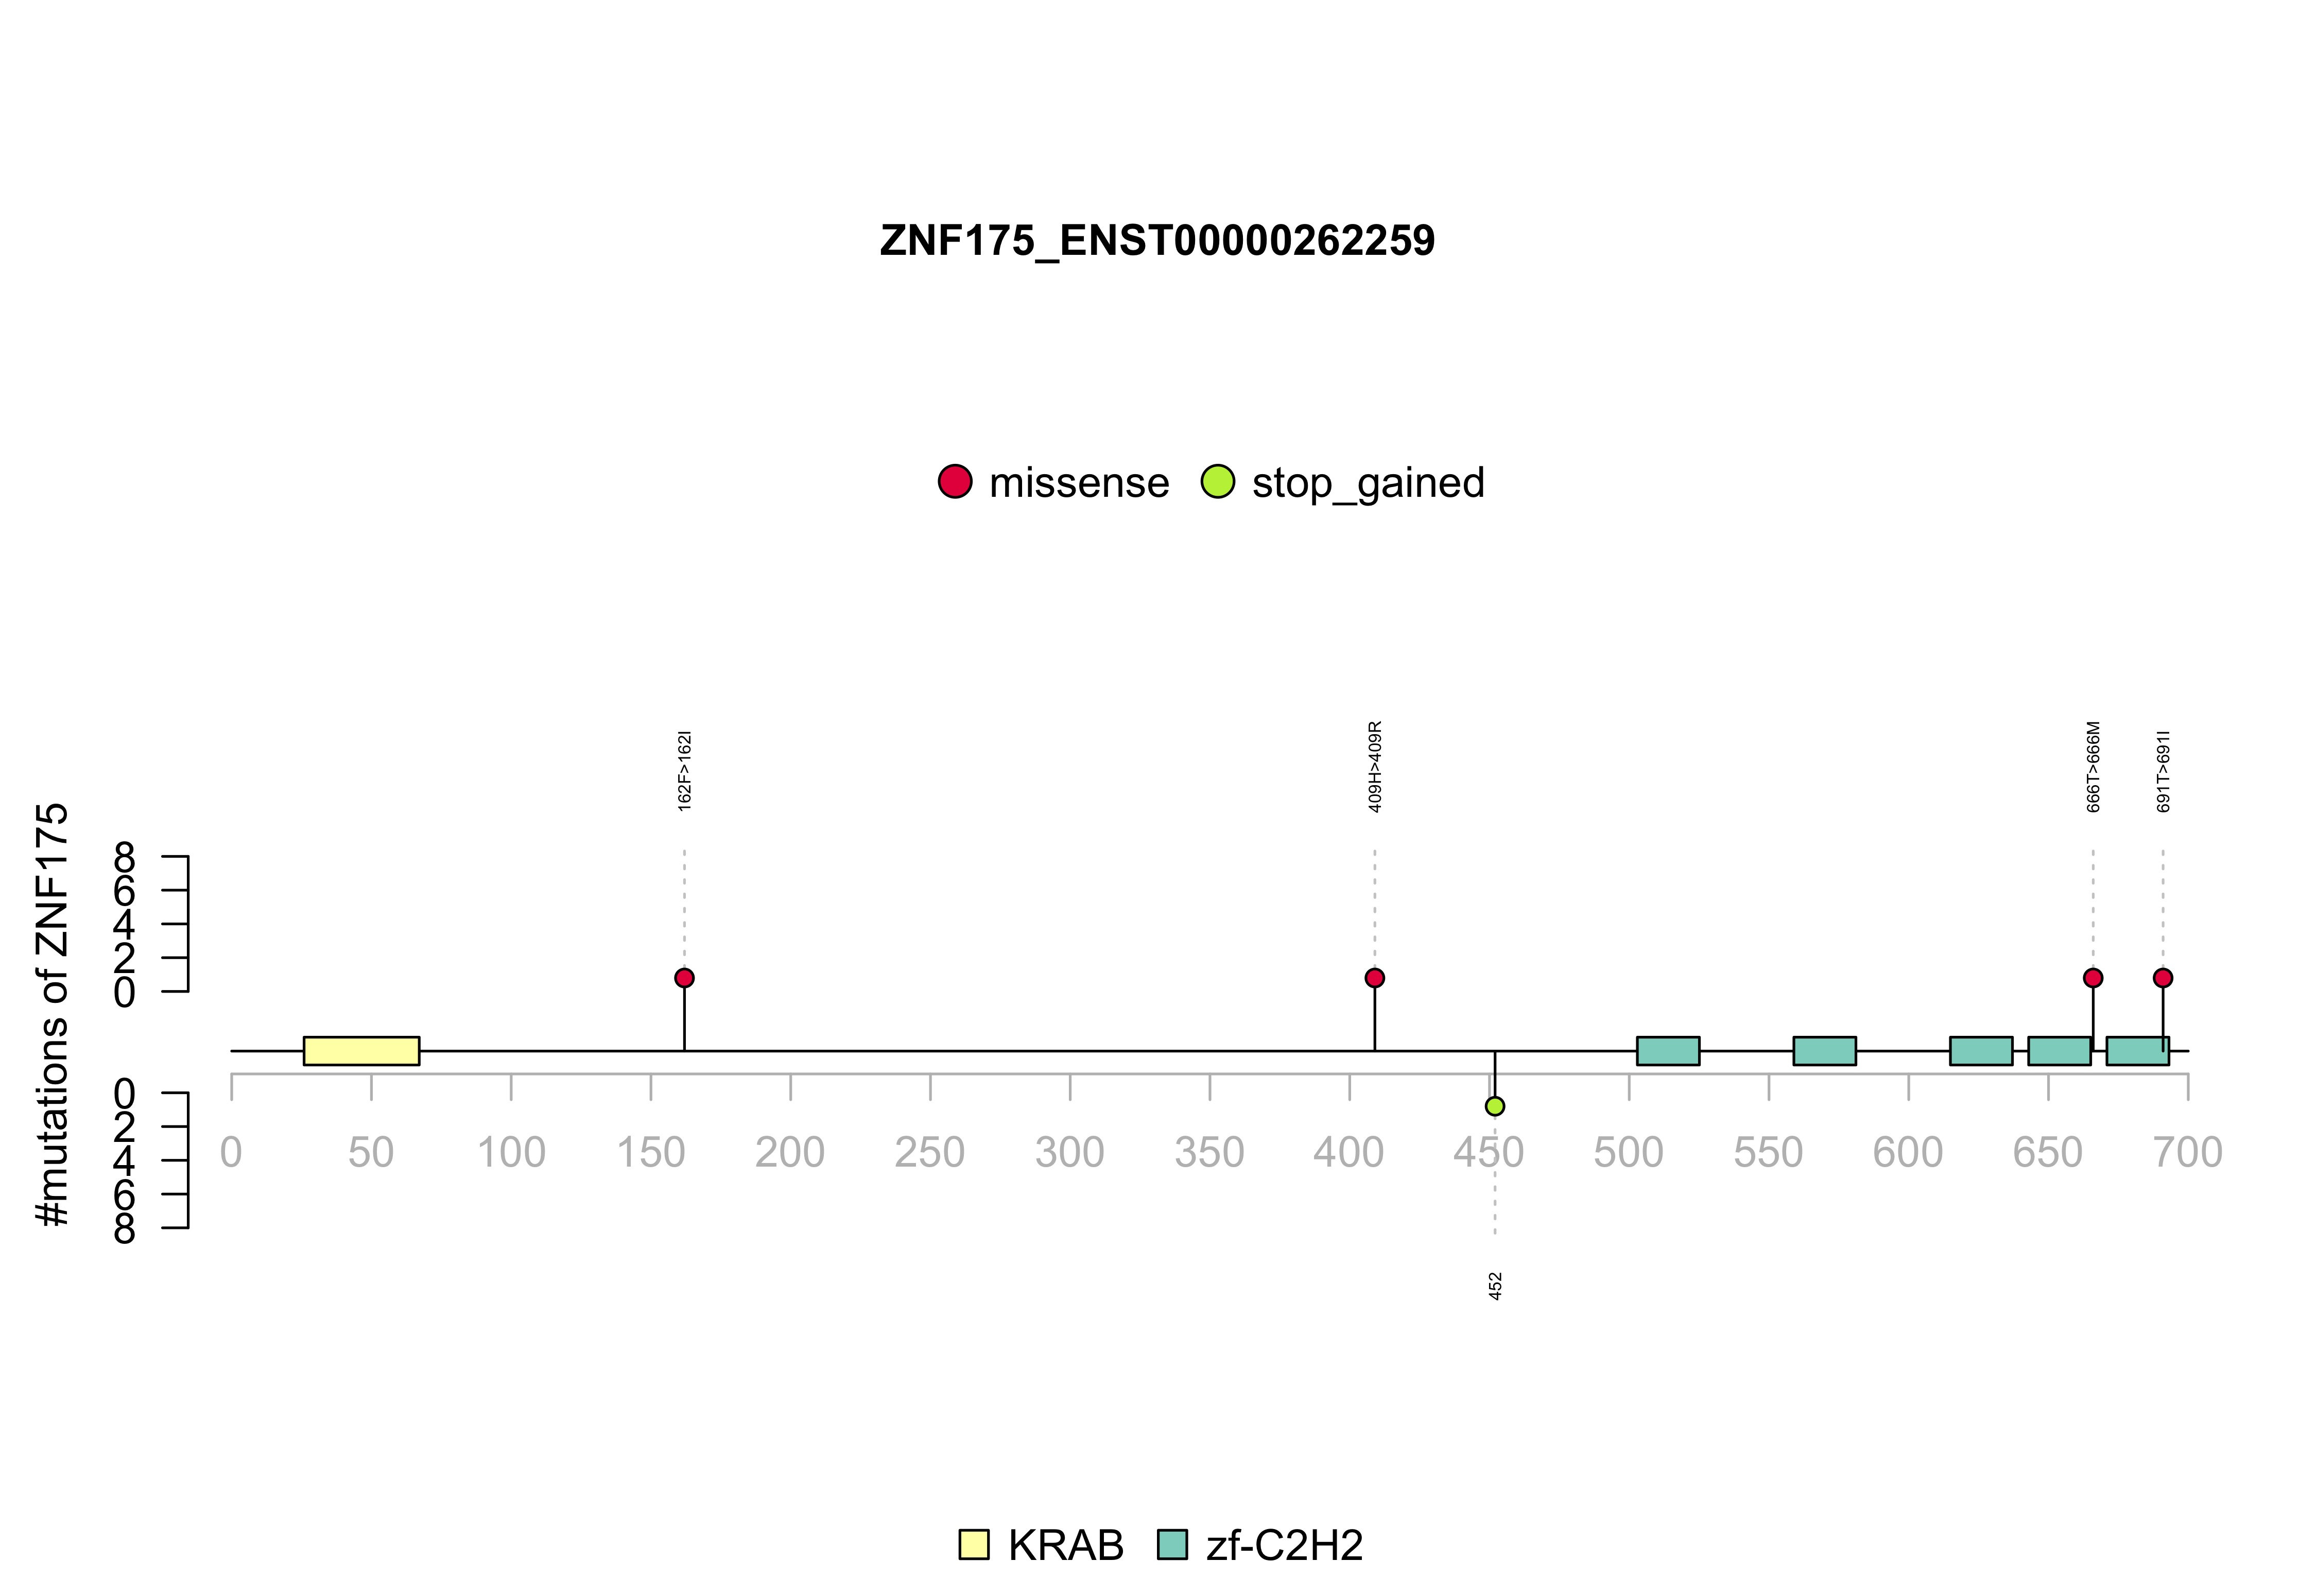 ZNF175_ENST00000262259
missense stop_gained
162F>162I
409H>409R
666T>666M
691T>691I
#mutations of ZNF175
8
6
4
2
0
0
2
4
6
8
0 50 100 150 200 250 300 350 400 450 500 550 600 650 700
452
KRAB zf-C2H2